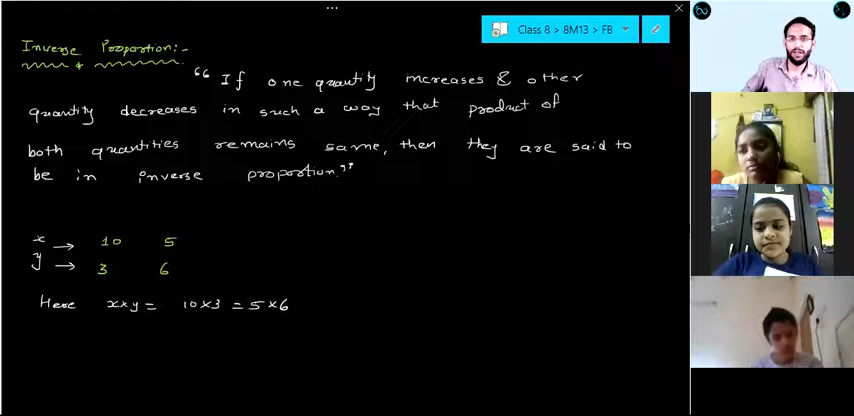 Class 8 > 8M13 > FB
Inverse Proportion:-
" If one quantity increases & other
quantity decreases in such a way that product of
both quantities remains same, then they are said to
be in inverse proportion."
x → 10 5
y → 3 6
Here x×y = 10×3 = 5×6